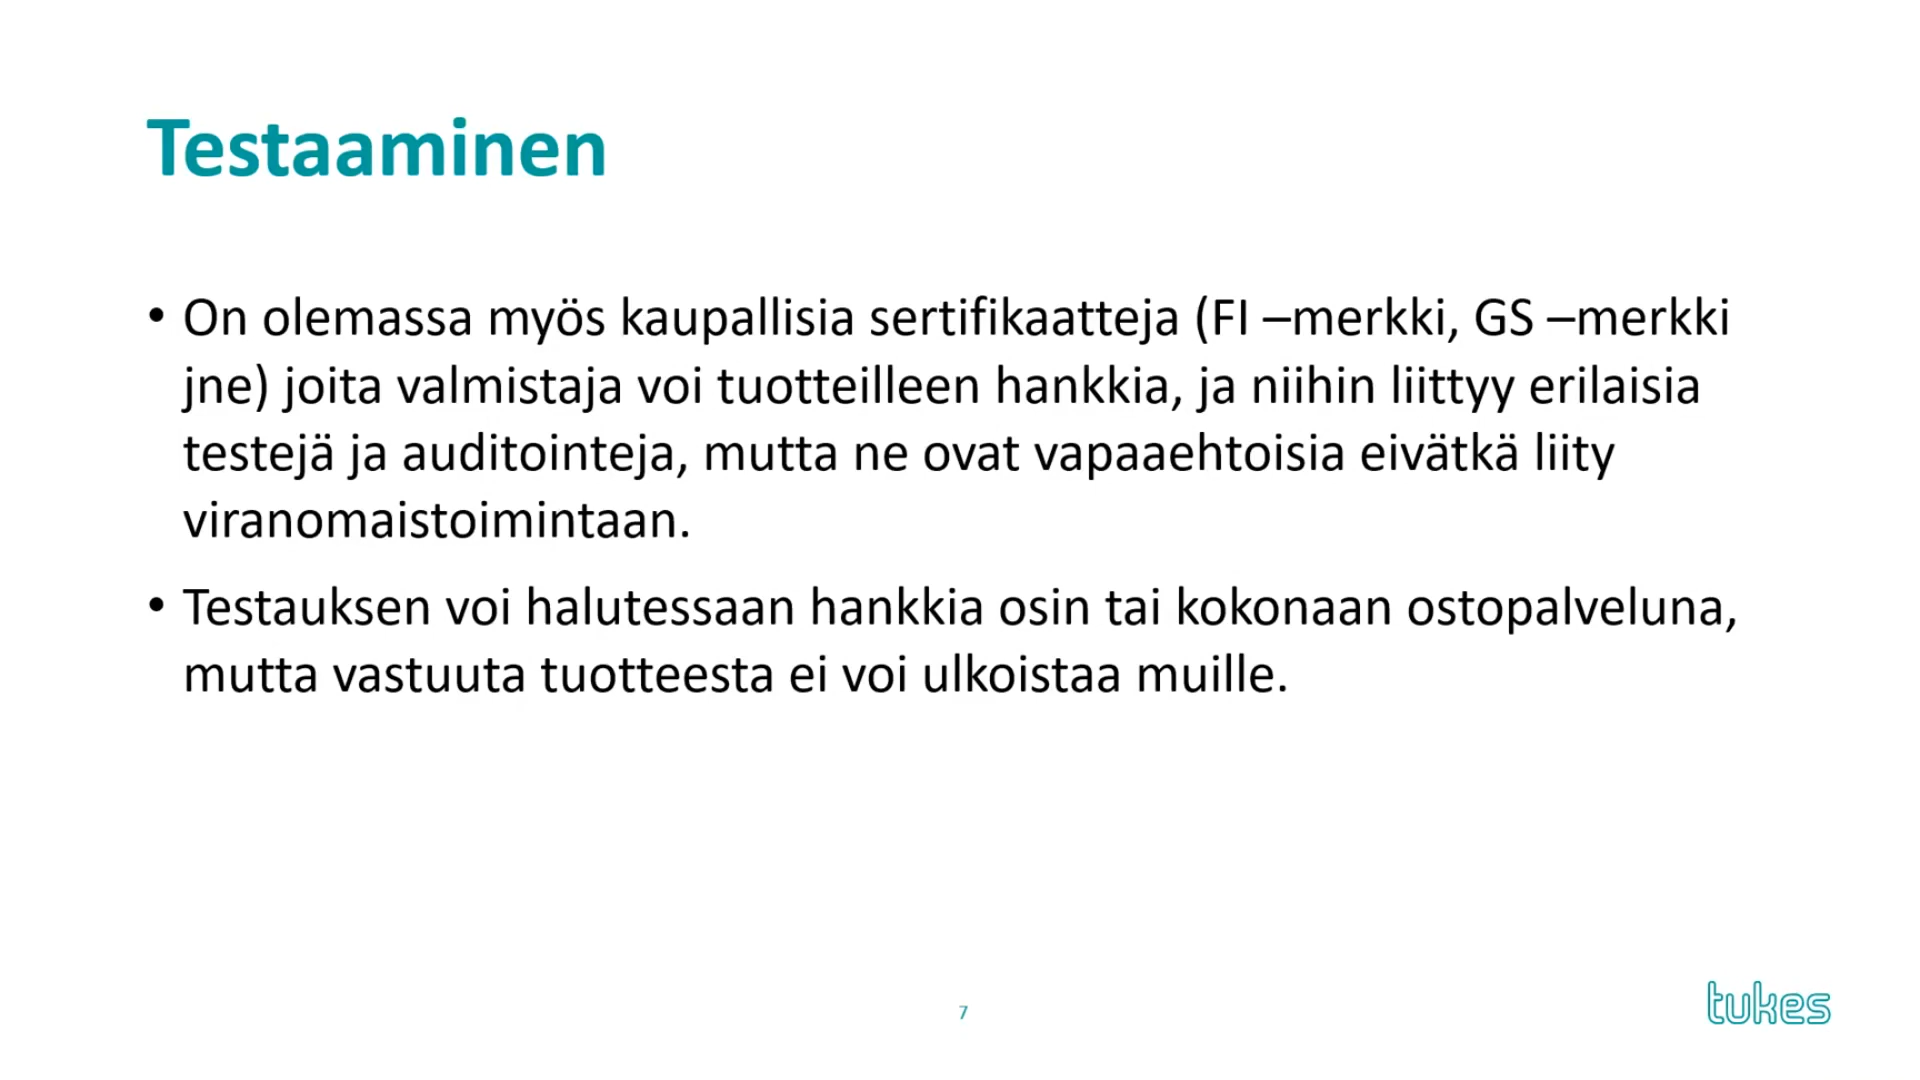 Testaaminen
• On olemassa myös kaupallisia sertifikaatteja (FI –merkki, GS –merkki
jne) joita valmistaja voi tuotteilleen hankkia, ja niihin liittyy erilaisia
testejä ja auditointeja, mutta ne ovat vapaaehtoisia eivätkä liity
viranomaistoimintaan.
• Testauksen voi halutessaan hankkia osin tai kokonaan ostopalveluna,
mutta vastuuta tuotteesta ei voi ulkoistaa muille.
7
tukes